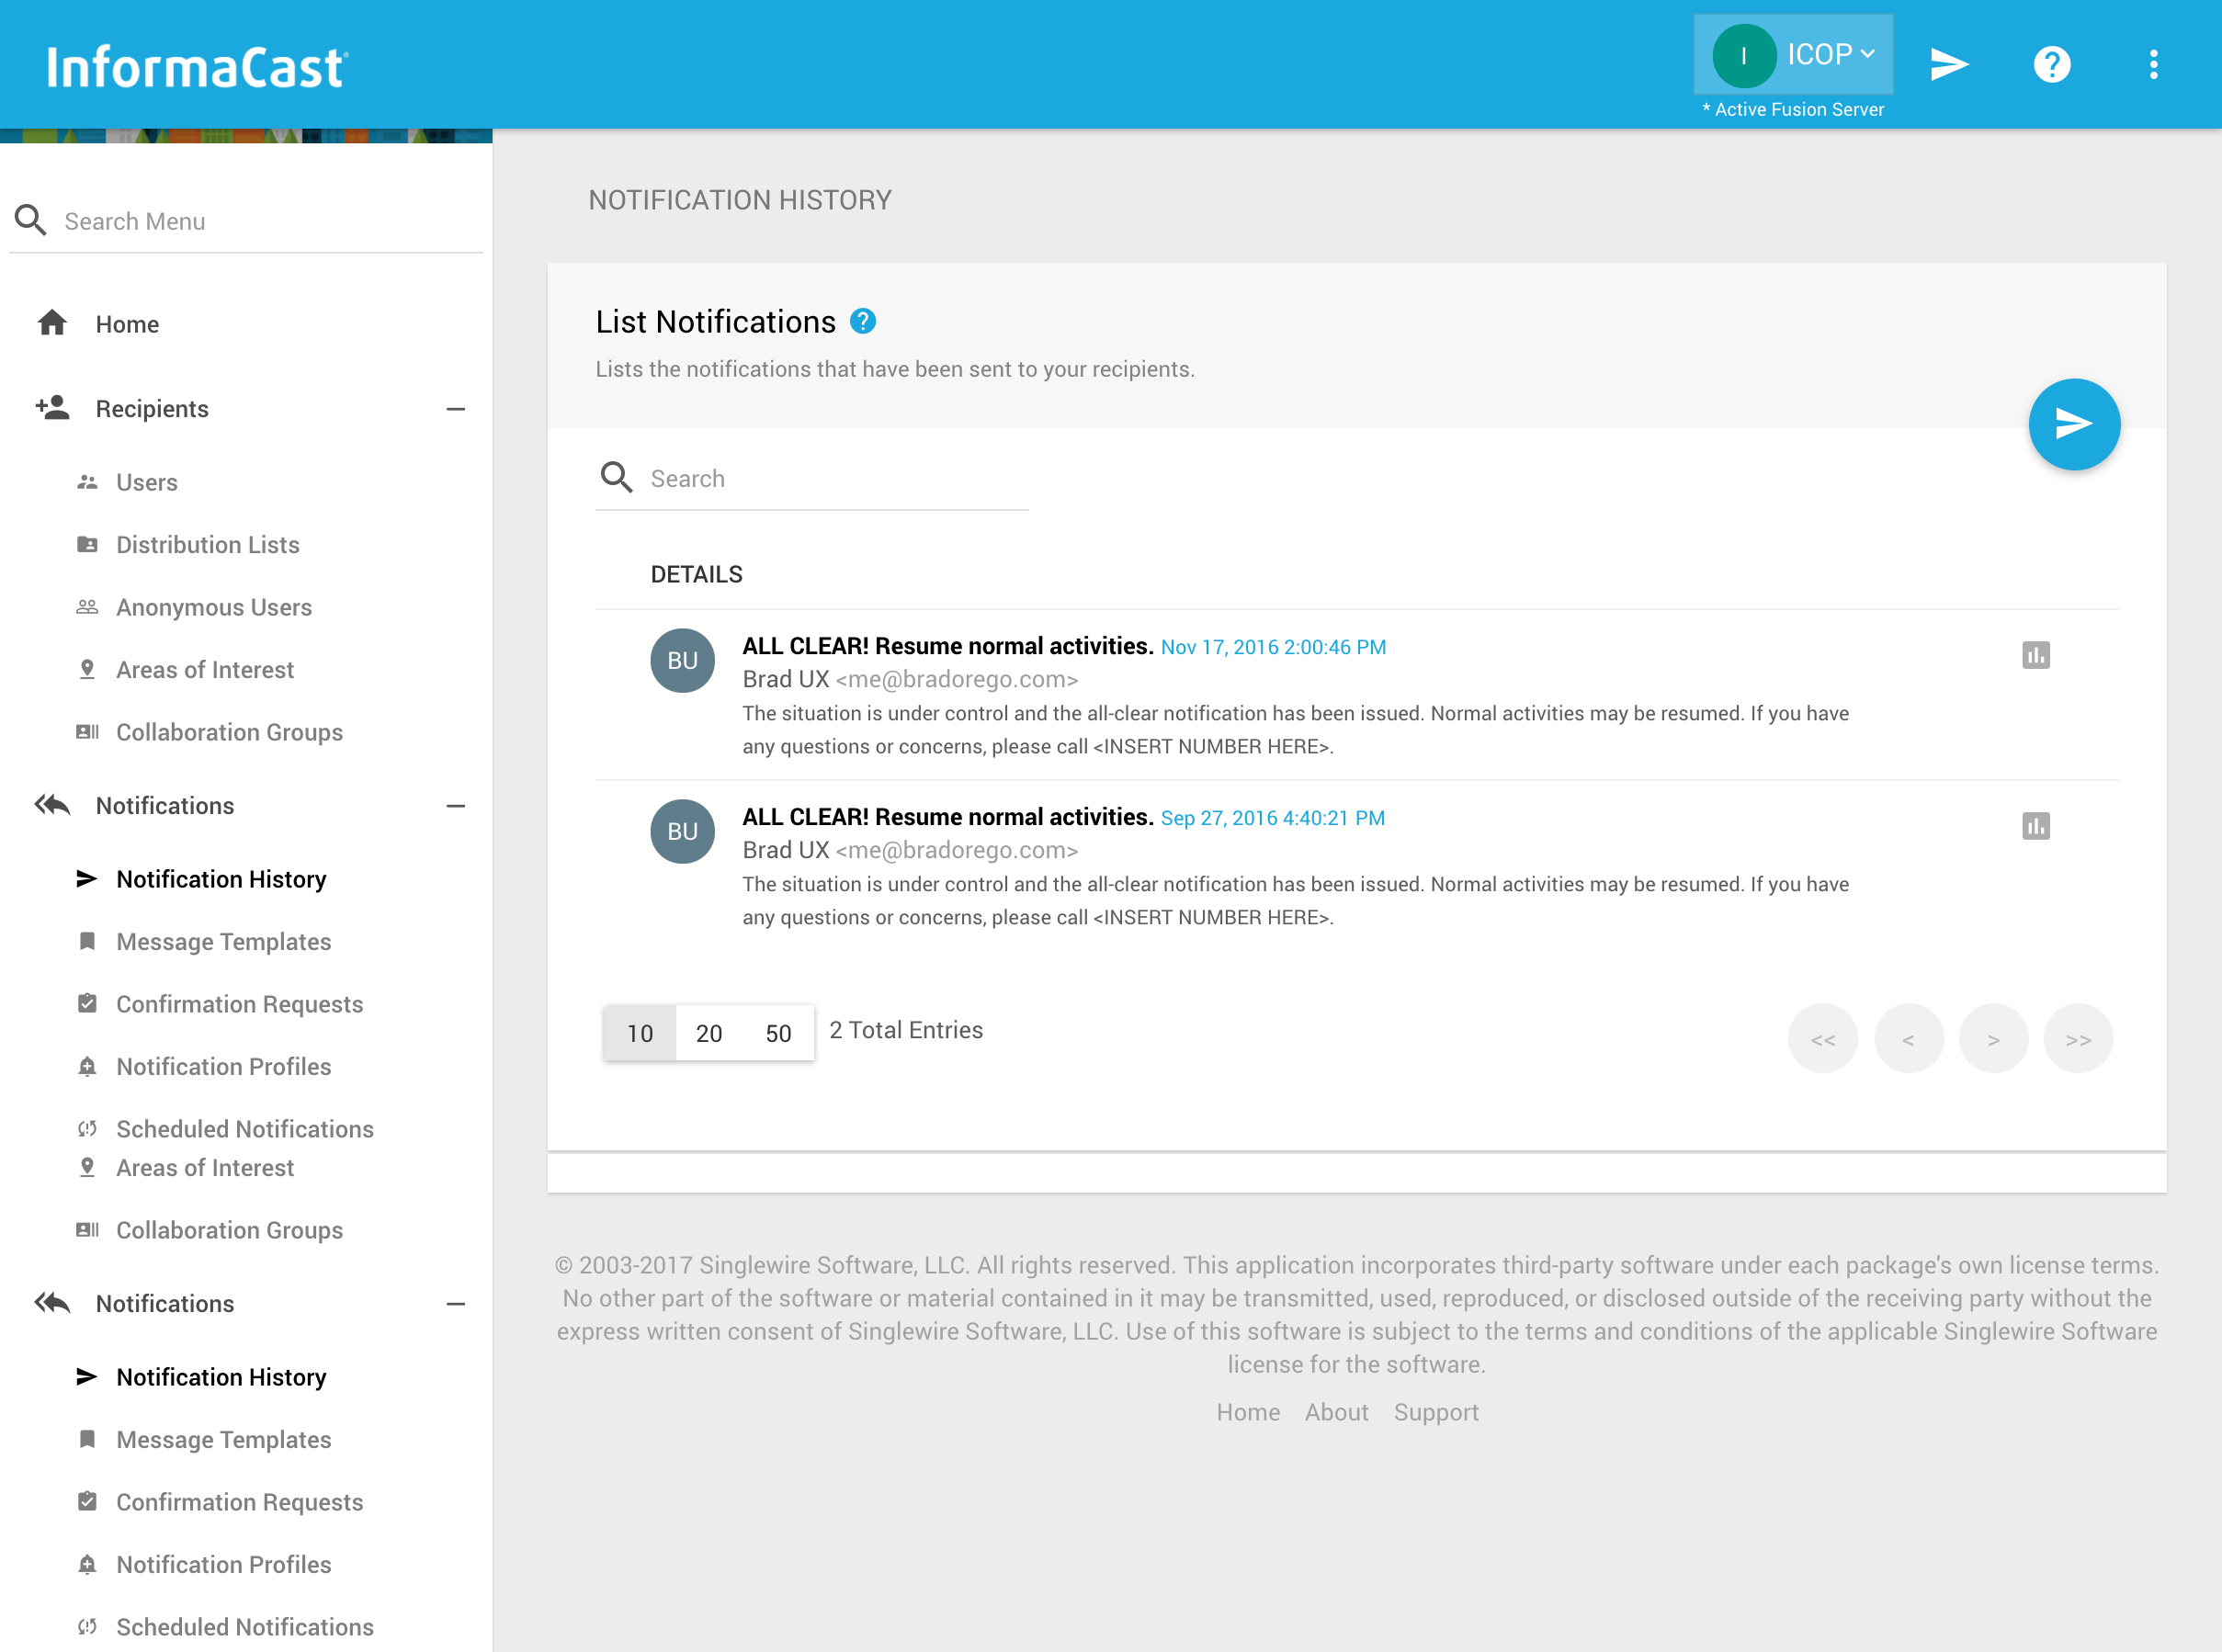 InformaCast®
I ICOP
* Active Fusion Server
Search Menu
Home
Recipients
Users
Distribution Lists
Anonymous Users
Areas of Interest
Collaboration Groups
Notifications
Notification History
Message Templates
Confirmation Requests
Notification Profiles
Scheduled Notifications
Areas of Interest
Collaboration Groups
Notifications
Notification History
Message Templates
Confirmation Requests
Notification Profiles
Scheduled Notifications
NOTIFICATION HISTORY
List Notifications ?
Lists the notifications that have been sent to your recipients.
Search
DETAILS
BU
ALL CLEAR! Resume normal activities. Nov 17, 2016 2:00:46 PM
Brad UX <me@bradorego.com>
The situation is under control and the all-clear notification has been issued. Normal activities may be resumed. If you have
any questions or concerns, please call <INSERT NUMBER HERE>.
BU
ALL CLEAR! Resume normal activities. Sep 27, 2016 4:40:21 PM
Brad UX <me@bradorego.com>
The situation is under control and the all-clear notification has been issued. Normal activities may be resumed. If you have
any questions or concerns, please call <INSERT NUMBER HERE>.
10 20 50 2 Total Entries << < > >>
© 2003-2017 Singlewire Software, LLC. All rights reserved. This application incorporates third-party software under each package's own license terms.
No other part of the software or material contained in it may be transmitted, used, reproduced, or disclosed outside of the receiving party without the
express written consent of Singlewire Software, LLC. Use of this software is subject to the terms and conditions of the applicable Singlewire Software
license for the software.
Home About Support